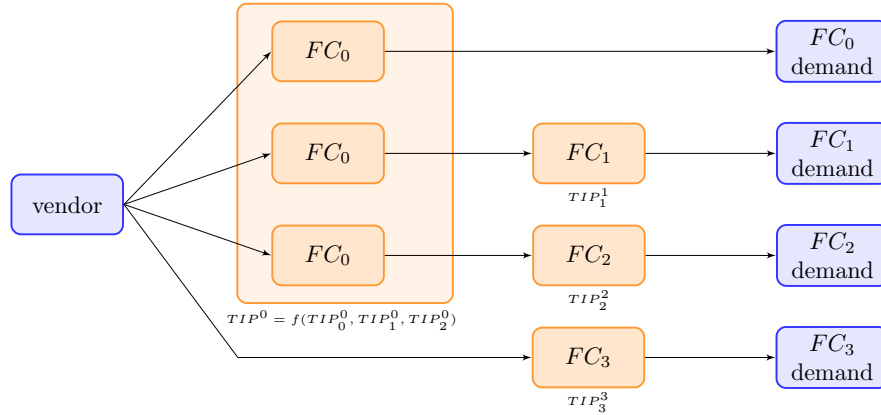 FC₀ FC₀
demand
FC₀ FC₁ FC₁
demand
TIP₁¹
vendor
FC₀ FC₂ FC₂
demand
TIP₂²
TIP⁰ = f(TIP₀⁰, TIP₁⁰, TIP₂⁰)
FC₃ FC₃
demand
TIP₃³